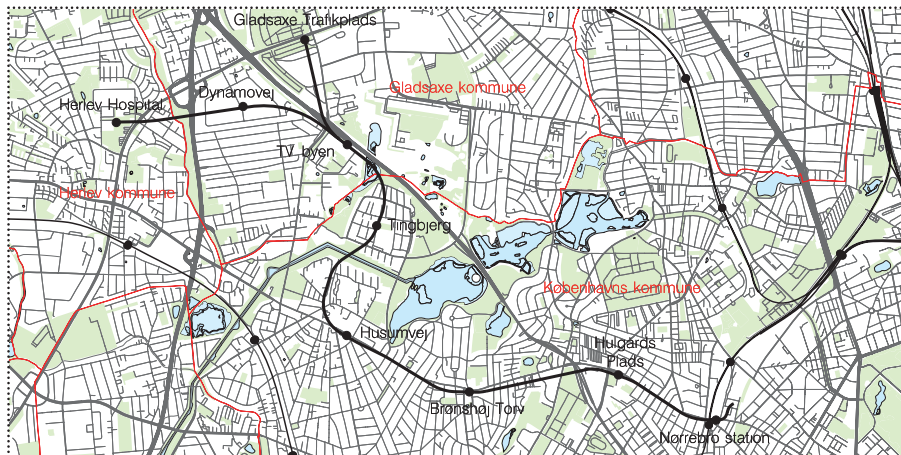 Gladsaxe Trafikplads
Gladsaxe kommune
Dynamovej
Herlev Hospital
TV byen
Herlev kommune
Tingbjerg
Københavns kommune
Husumvej
Hulgårds
Plads
Brønshøj Torv
Nørrebro station